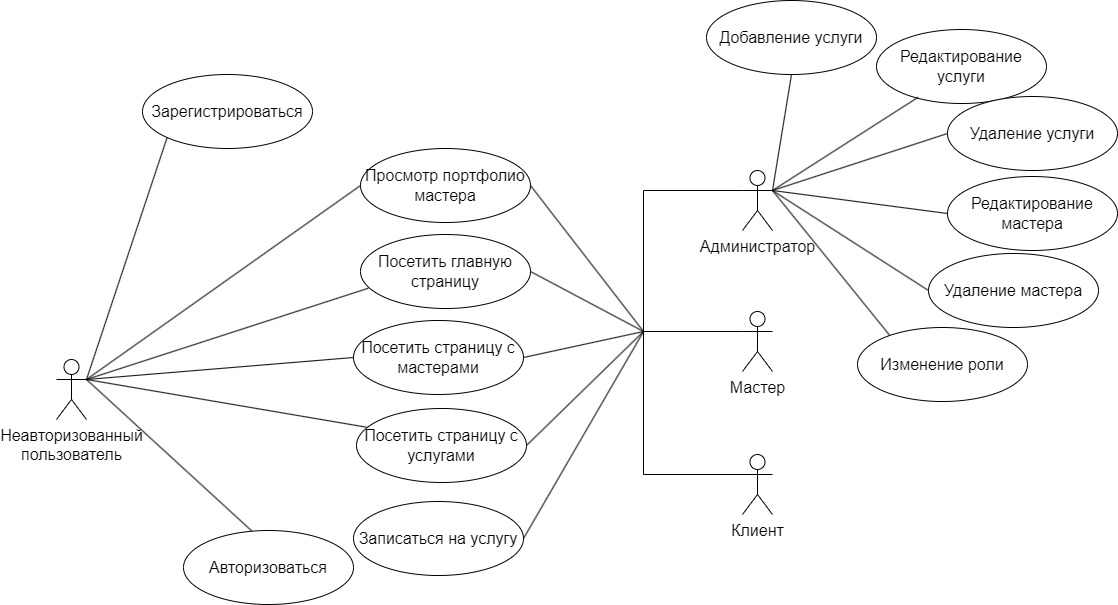 Добавление услуги
Редактирование
услуги
Зарегистрироваться
Удаление услуги
Просмотр портфолио
мастера
Редактирование
мастера
Администратор
Посетить главную
страницу
Удаление мастера
Посетить страницу с
мастерами
Изменение роли
Мастер
Неавторизованный
пользователь
Посетить страницу с
услугами
Клиент
Записаться на услугу
Авторизоваться